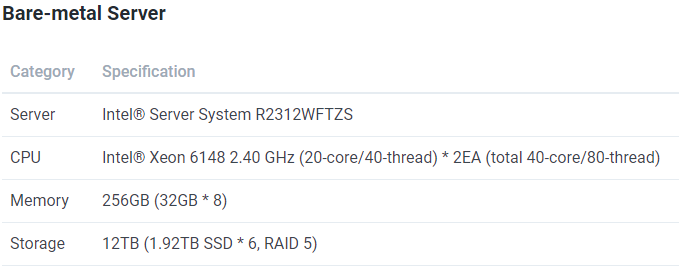 Bare-metal Server
Category Specification
Server Intel® Server System R2312WFTZS
CPU Intel® Xeon 6148 2.40 GHz (20-core/40-thread) * 2EA (total 40-core/80-thread)
Memory 256GB (32GB * 8)
Storage 12TB (1.92TB SSD * 6, RAID 5)